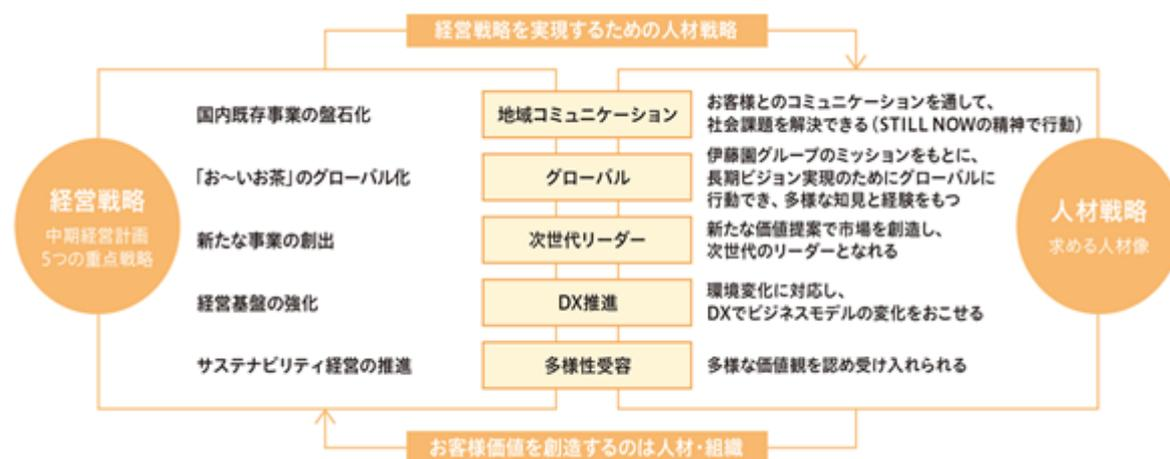 経営戦略を実現するための人材戦略
経営戦略
中期経営計画
5つの重点戦略
国内既存事業の盤石化
地域コミュニケーション
お客様とのコミュニケーションを通して、
社会課題を解決できる（STILL NOWの精神で行動）
「お～いお茶」のグローバル化
グローバル
伊藤園グループのミッションをもとに、
長期ビジョン実現のためにグローバルに
行動でき、多様な知見と経験をもつ
新たな事業の創出
次世代リーダー
新たな価値提案で市場を創造し、
次世代のリーダーとなれる
経営基盤の強化
DX推進
環境変化に対応し、
DXでビジネスモデルの変化をおこせる
サステナビリティ経営の推進
多様性受容
多様な価値観を認め受け入れられる
人材戦略
求める人材像
お客様価値を創造するのは人材・組織